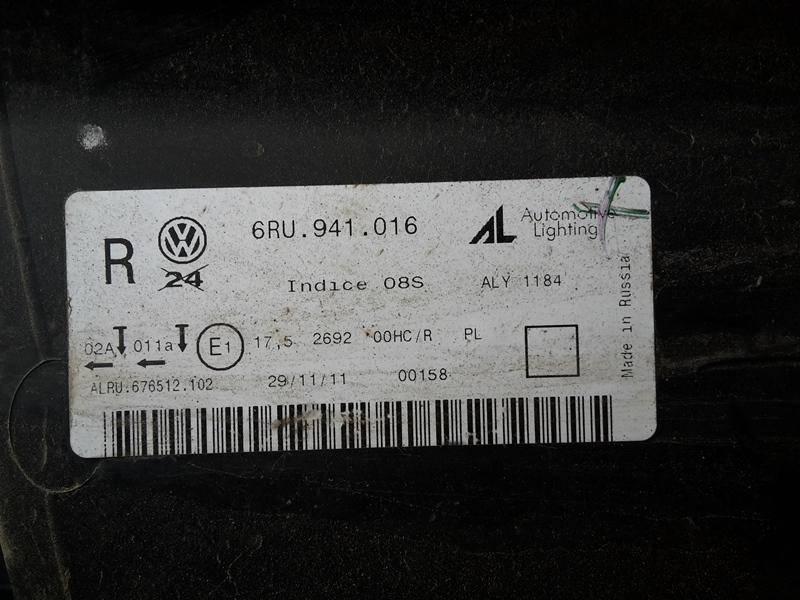 R
24
6RU.941.016
Automotive
Lighting
Indice 08S
ALY 1184
02A 011a E1 17,5 2692 00HC/R PL
ALRU.676512.102
29/11/11 00158
Made in Russia